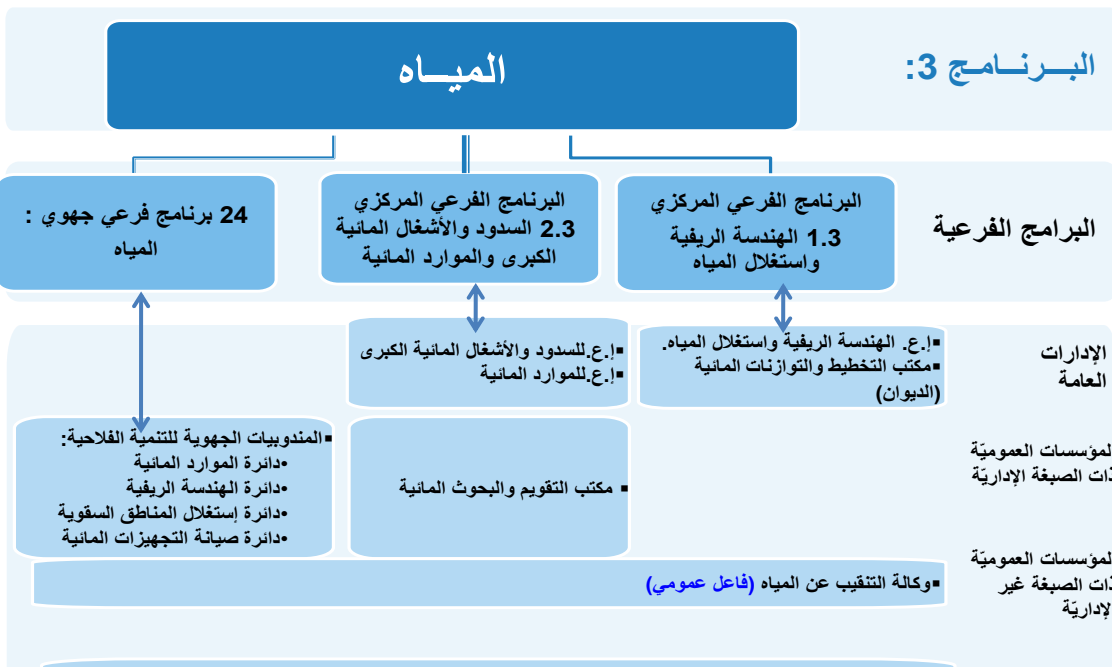 البـــرنـــامـج 3:
الميـــاه
البرامج الفرعية
البرنامج الفرعي المركزي
1.3 الهندسة الريفية
واستغلال المياه
البرنامج الفرعي المركزي
2.3 السدود والأشغال المائية
الكبرى والموارد المائية
24 برنامج فرعي جهوي :
المياه
الإدارات
العامة
▪إ.ع. الهندسة الريفية واستغلال المياه.
▪مكتب التخطيط والتوازنات المائية
(الديوان)
▪إ.ع.للسدود والأشغال المائية الكبرى
▪إ.ع.للموارد المائية
لمؤسسات العموميّة
ذات الصبغة الإداريّة
▪ مكتب التقويم والبحوث المائية
▪المندوبيات الجهوية للتنمية الفلاحية:
•دائرة الموارد المائية
•دائرة الهندسة الريفية
•دائرة إستغلال المناطق السقوية
•دائرة صيانة التجهيزات المائية
لمؤسسات العموميّة
ذات الصبغة غير
لإداريّة
▪وكالة التنقيب عن المياه (فاعل عمومي)